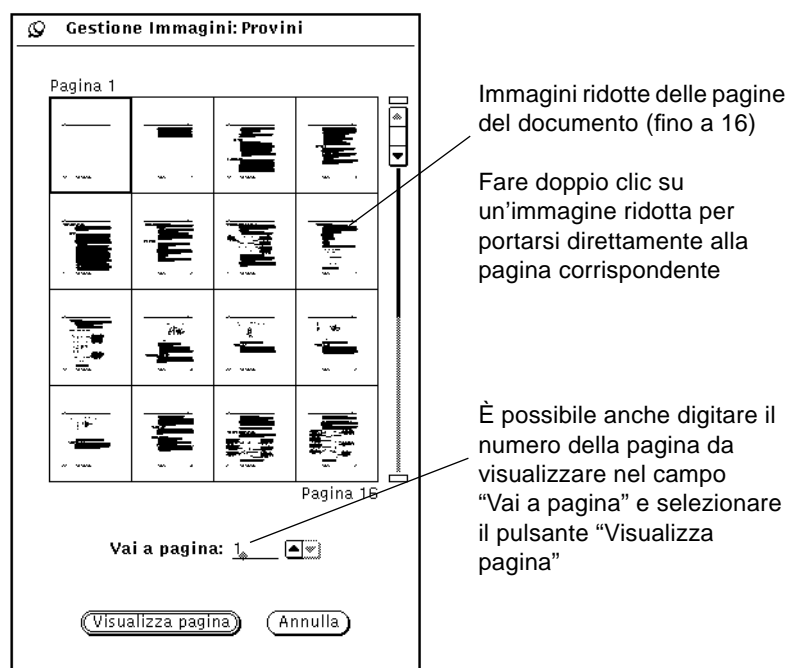 Gestione Immagini: Provini
Pagina 1
Immagini ridotte delle pagine
del documento (fino a 16)
Fare doppio clic su
un'immagine ridotta per
portarsi direttamente alla
pagina corrispondente
È possibile anche digitare il
numero della pagina da
visualizzare nel campo
“Vai a pagina” e selezionare
il pulsante “Visualizza
pagina”
Pagina 16
Vai a pagina: 1
Visualizza pagina
Annulla